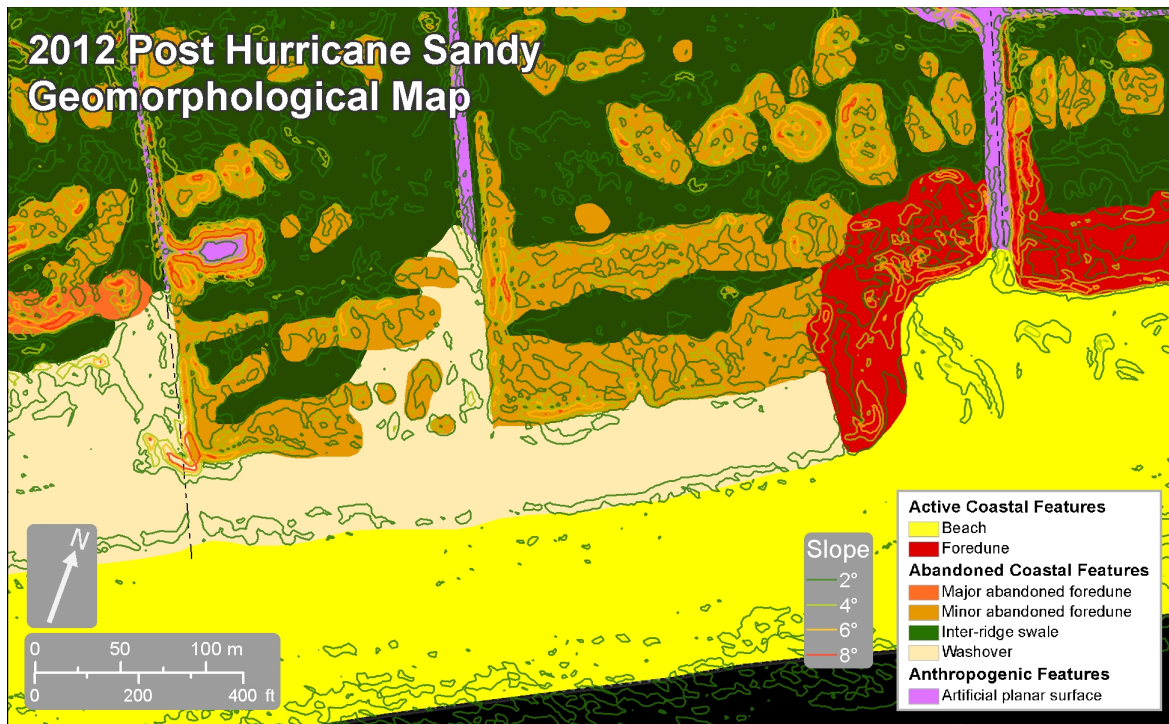 2012 Post Hurricane Sandy
Geomorphological Map
N
0 50 100 m
0 200 400 ft
Slope
2°
4°
6°
8°
Active Coastal Features
Beach
Foredune
Abandoned Coastal Features
Major abandoned foredune
Minor abandoned foredune
Inter-ridge swale
Washover
Anthropogenic Features
Artificial planar surface